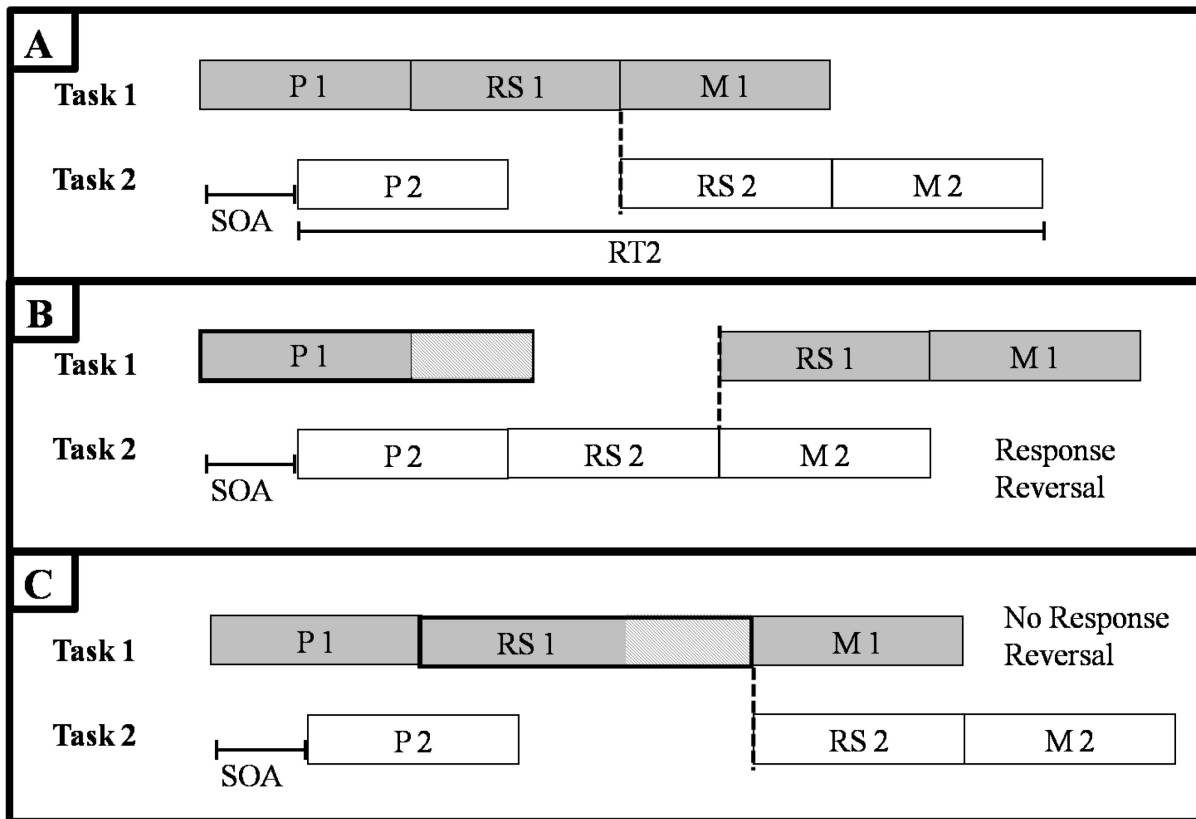 A
Task 1
P 1
RS 1
M 1
Task 2
P 2
RS 2
M 2
SOA
RT2
B
Task 1
P 1
RS 1
M 1
Task 2
P 2
RS 2
M 2
Response
Reversal
SOA
C
Task 1
P 1
RS 1
M 1
No Response
Reversal
Task 2
P 2
RS 2
M 2
SOA